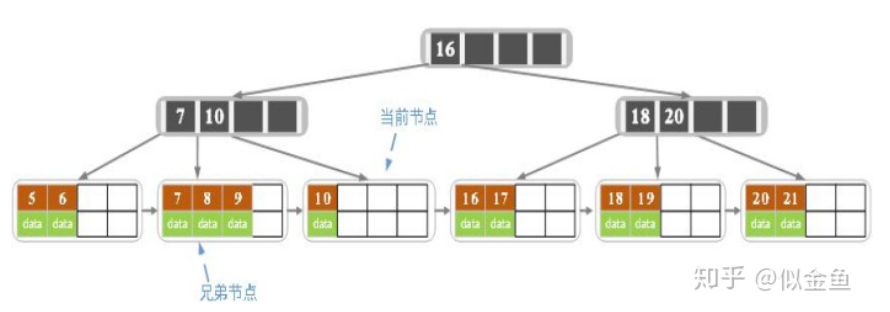 16
7 10
当前节点
18 20
5 6
7 8 9
10
16 17
18 19
20 21
data data
data data data
data
data data
data data
data data
兄弟节点
知乎 @似金鱼